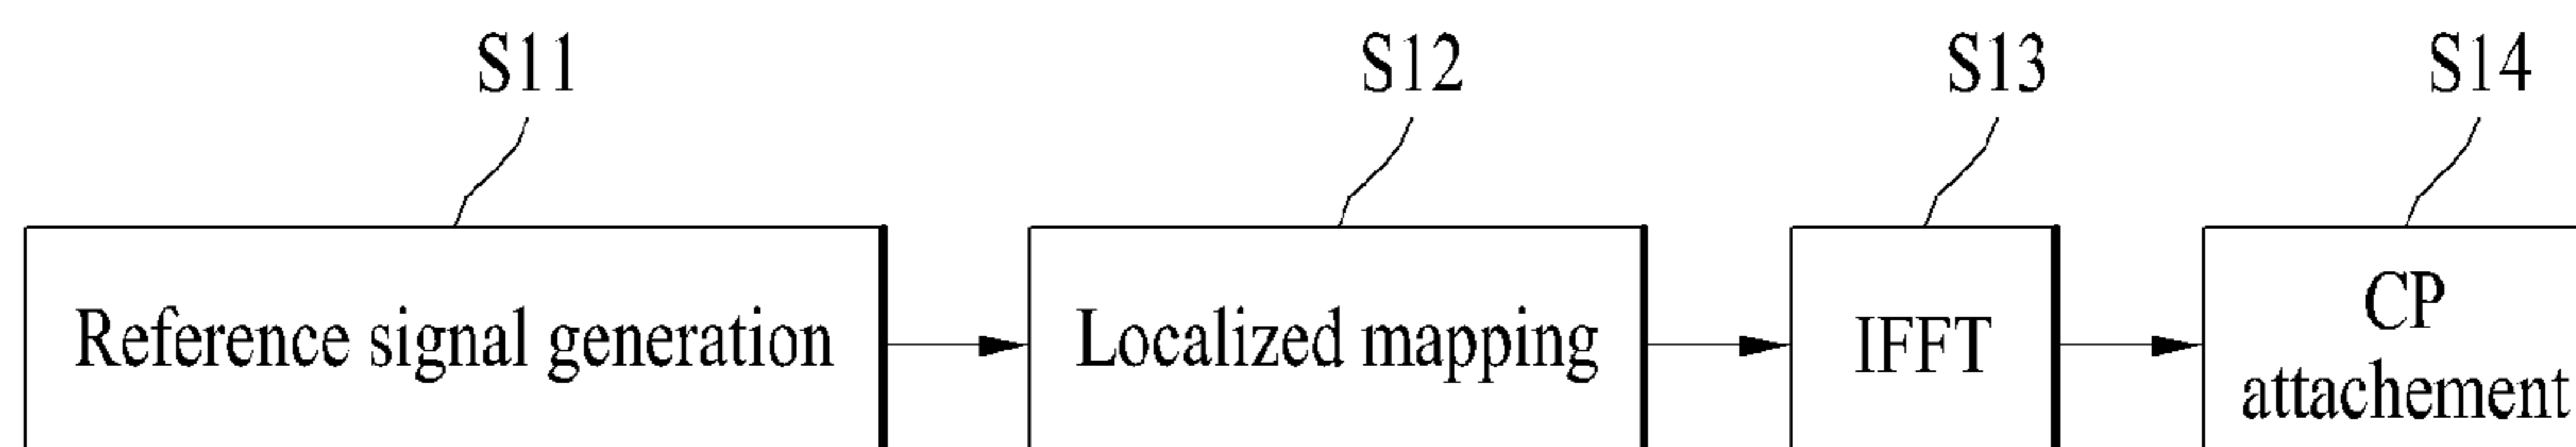 S11
S12
S13
S14
Reference signal generation
Localized mapping
IFFT
CP
attachement